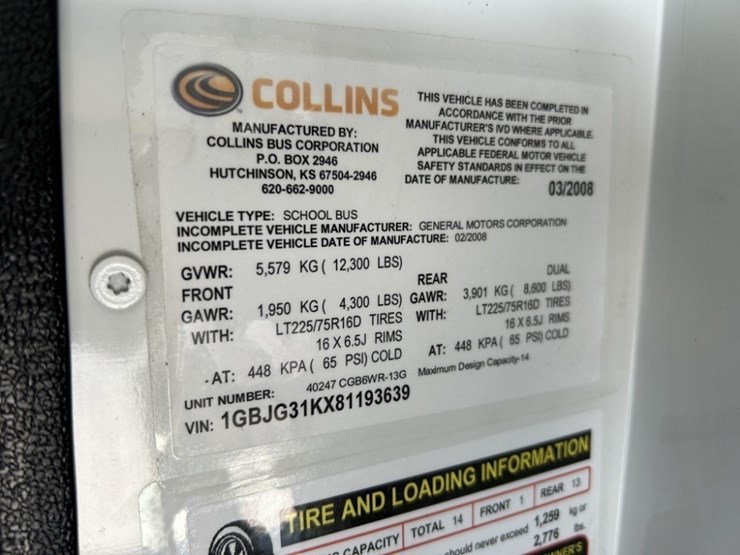 COLLINS
MANUFACTURED BY:
COLLINS BUS CORPORATION
P.O. BOX 2946
HUTCHINSON, KS 67504-2946
620-662-9000
THIS VEHICLE HAS BEEN COMPLETED IN
ACCORDANCE WITH THE PRIOR
MANUFACTURER'S IVD WHERE APPLICABLE.
THIS VEHICLE CONFORMS TO ALL
APPLICABLE FEDERAL MOTOR VEHICLE
SAFETY STANDARDS IN EFFECT ON THE
DATE OF MANUFACTURE: 03/2008
VEHICLE TYPE: SCHOOL BUS
INCOMPLETE VEHICLE MANUFACTURER: GENERAL MOTORS CORPORATION
INCOMPLETE VEHICLE DATE OF MANUFACTURE: 02/2008
GVWR: 5,579 KG ( 12,300 LBS)
FRONT
GAWR: 1,950 KG ( 4,300 LBS)
WITH: LT225/75R16D TIRES
16 X 6.5J RIMS
AT: 448 KPA ( 65 PSI) COLD
REAR DUAL
GAWR: 3,901 KG ( 8,600 LBS)
WITH: LT225/75R16D TIRES
16 X 6.5J RIMS
AT: 448 KPA ( 65 PSI) COLD
UNIT NUMBER: 40247 CGB6WR-13G Maximum Design Capacity-14
VIN: 1GBJG31KX81193639
TIRE AND LOADING INFORMATION
CAPACITY TOTAL 14 FRONT 1 REAR 13
should never exceed 1,259 kg or
2,776 lbs.